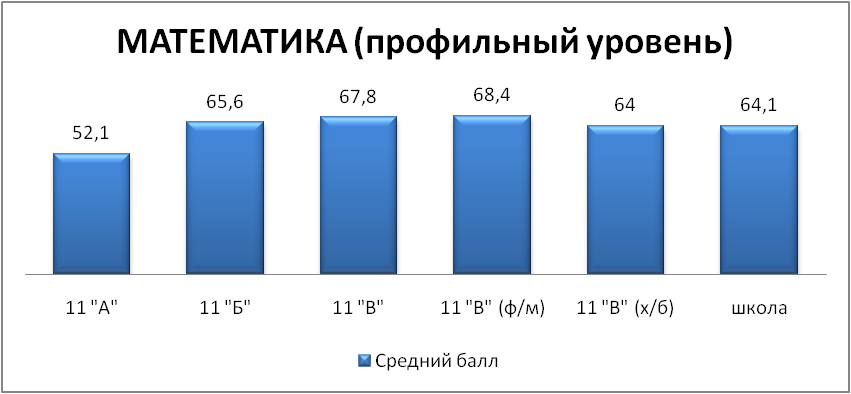 МАТЕМАТИКА (профильный уровень)
52,1
65,6
67,8
68,4
64
64,1
11 "А"
11 "Б"
11 "В"
11 "В" (ф/м)
11 "В" (х/б)
школа
Средний балл